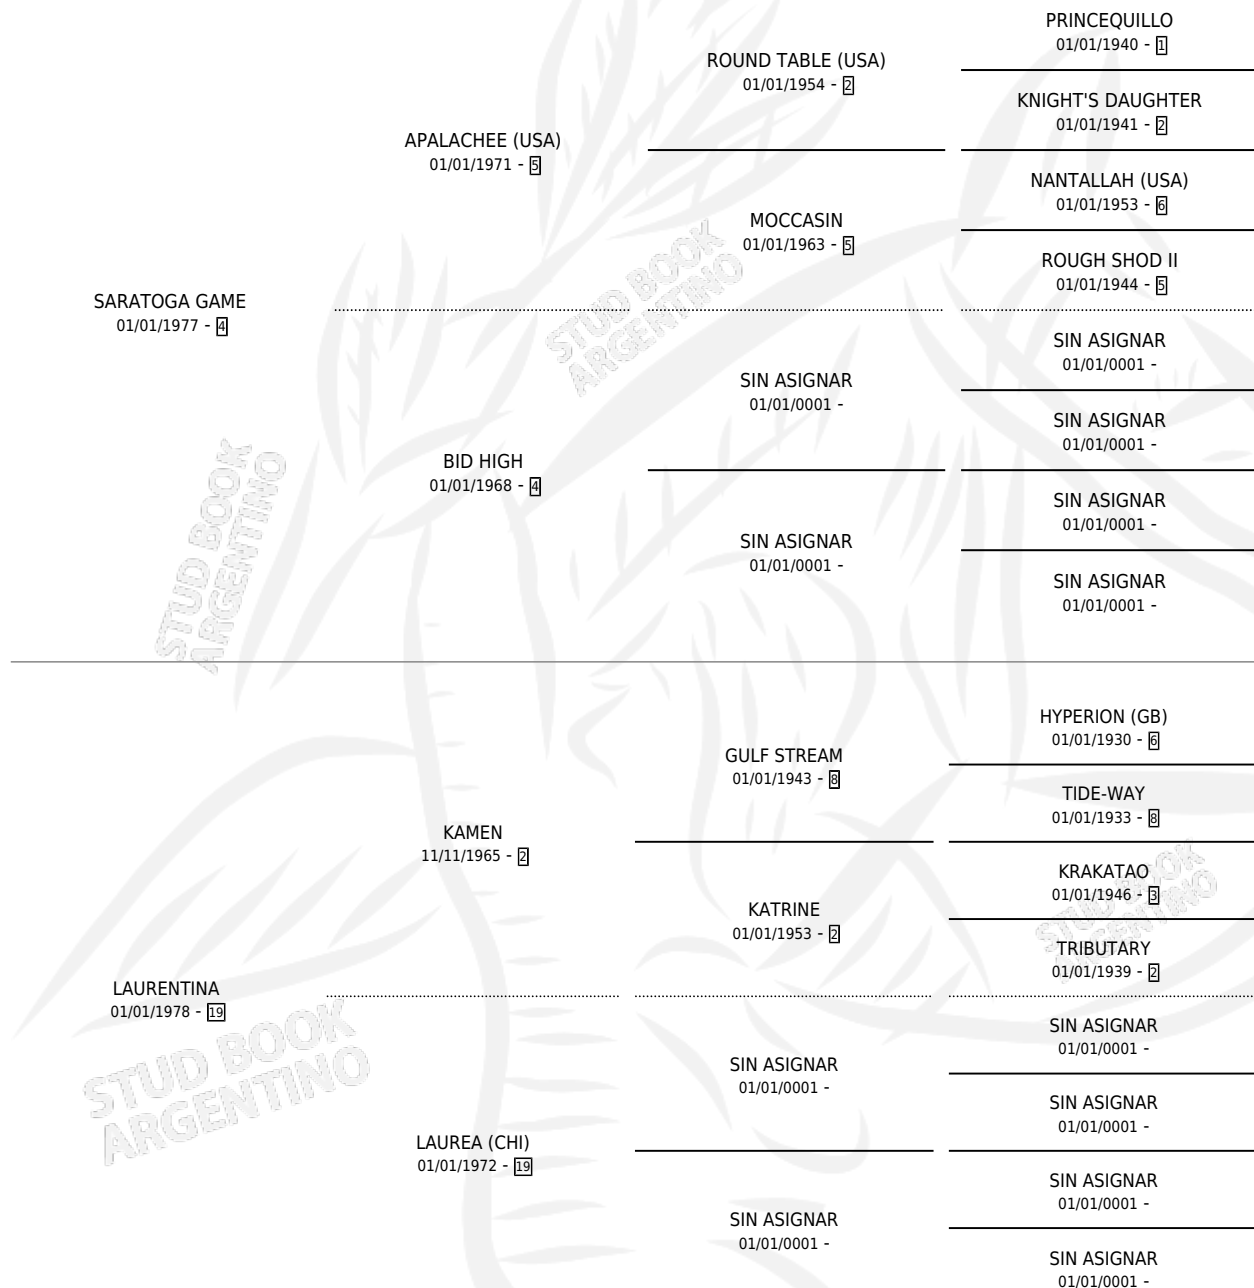 PRINCEQUILLO
01/01/1940 - 1
ROUND TABLE (USA)
01/01/1954 - 2
KNIGHT'S DAUGHTER
01/01/1941 - 2
APALACHEE (USA)
01/01/1971 - 5
NANTALLAH (USA)
01/01/1953 - 6
MOCCASIN
01/01/1963 - 5
ROUGH SHOD II
01/01/1944 - 5
SARATOGA GAME
01/01/1977 - 4
STUD BOOK
ARGENTINO
SIN ASIGNAR
01/01/0001 -
SIN ASIGNAR
01/01/0001 -
SIN ASIGNAR
01/01/0001 -
BID HIGH
01/01/1968 - 4
SIN ASIGNAR
01/01/0001 -
SIN ASIGNAR
01/01/0001 -
SIN ASIGNAR
01/01/0001 -
STUD BOOK
ARGENTINO
HYPERION (GB)
01/01/1930 - 6
GULF STREAM
01/01/1943 - 8
TIDE-WAY
01/01/1933 - 8
KAMEN
11/11/1965 - 2
KRAKATAO
01/01/1946 - 3
KATRINE
01/01/1953 - 2
STUD BOOK
ARGENTINO
TRIBUTARY
01/01/1939 - 2
LAURENTINA
01/01/1978 - 19
SIN ASIGNAR
01/01/0001 -
SIN ASIGNAR
01/01/0001 -
STUD BOOK
ARGENTINO
SIN ASIGNAR
01/01/0001 -
LAUREA (CHI)
01/01/1972 - 19
SIN ASIGNAR
01/01/0001 -
SIN ASIGNAR
01/01/0001 -
SIN ASIGNAR
01/01/0001 -